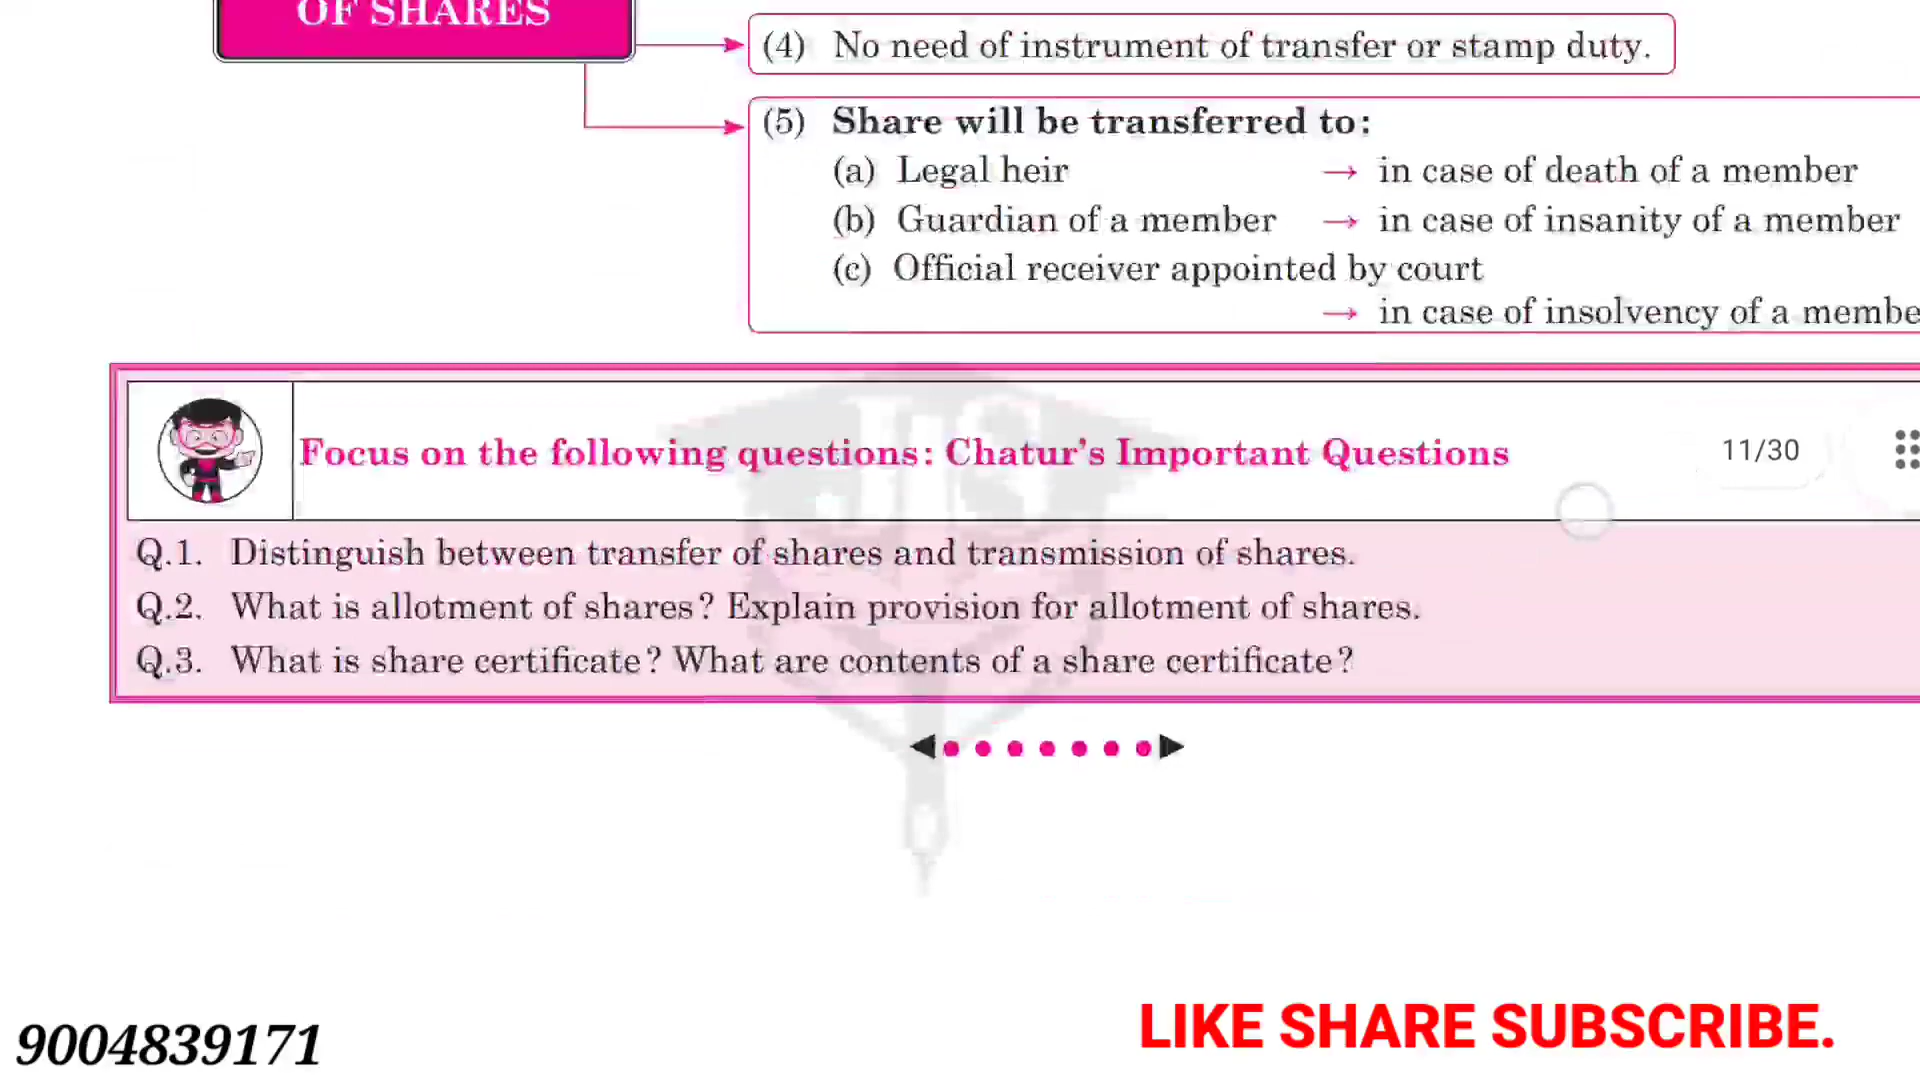 OF SHARES
(4) No need of instrument of transfer or stamp duty.
(5) Share will be transferred to:
(a) Legal heir → in case of death of a member
(b) Guardian of a member → in case of insanity of a member
(c) Official receiver appointed by court
→ in case of insolvency of a membe
Focus on the following questions: Chatur's Important Questions
11/30
Q.1. Distinguish between transfer of shares and transmission of shares.
Q.2. What is allotment of shares? Explain provision for allotment of shares.
Q.3. What is share certificate? What are contents of a share certificate?
9004839171
LIKE SHARE SUBSCRIBE.